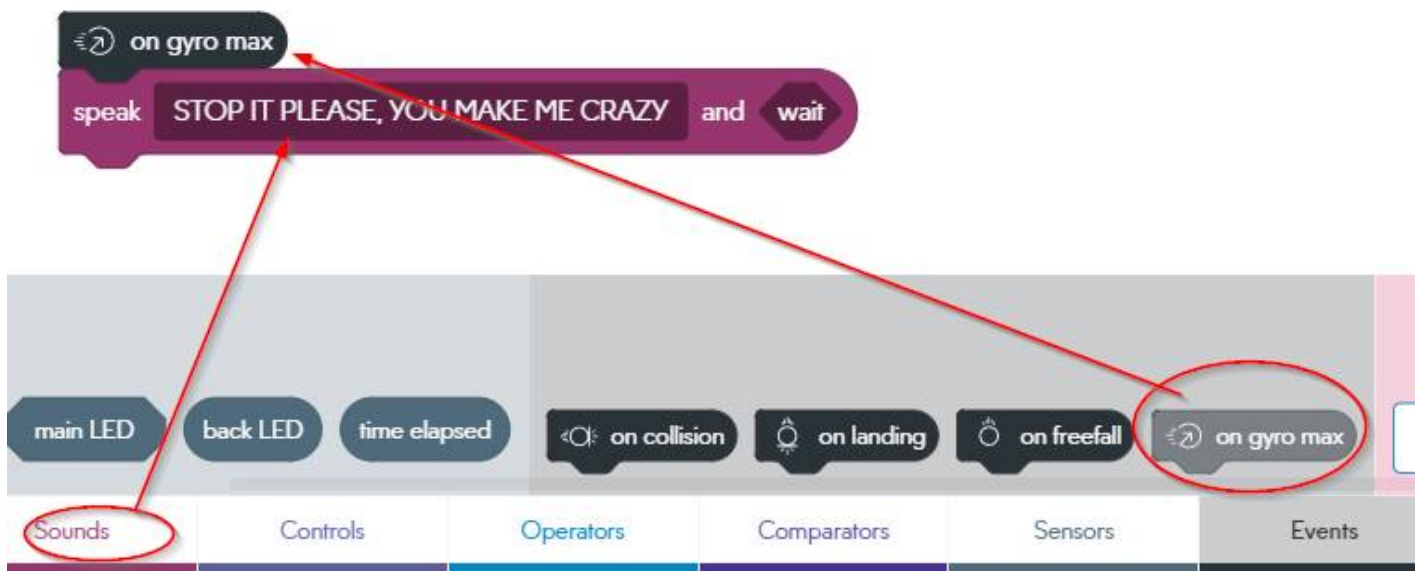 on gyro max
speak STOP IT PLEASE, YOU MAKE ME CRAZY and wait
main LED back LED time elapsed on collision on landing on freefall on gyro max
Sounds Controls Operators Comparators Sensors Events